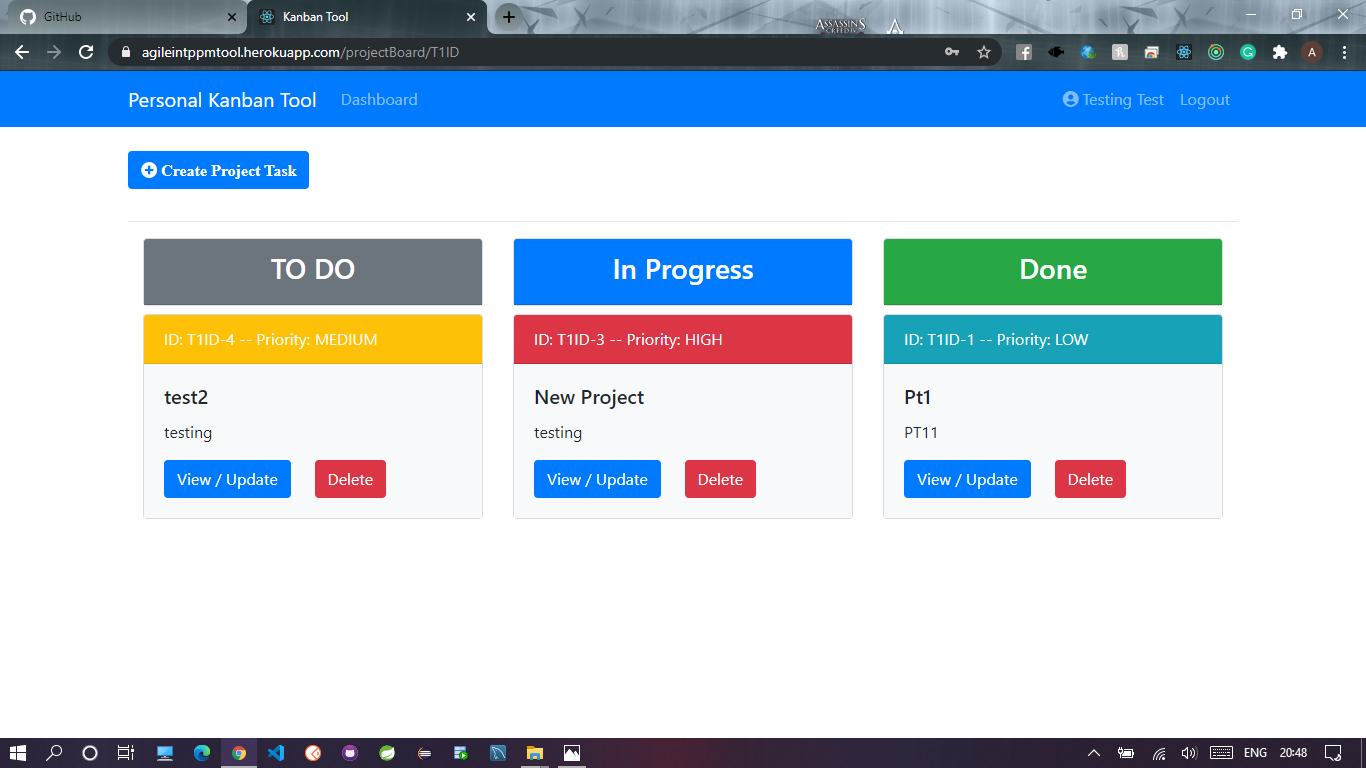 GitHub
Kanban Tool
ASSASSINS
CREED IV
agileintppmtool.herokuapp.com/projectBoard/T1ID
A
Personal Kanban Tool
Dashboard
Testing Test
Logout
Create Project Task
TO DO
In Progress
Done
ID: T1ID-4 -- Priority: MEDIUM
ID: T1ID-3 -- Priority: HIGH
ID: T1ID-1 -- Priority: LOW
test2
New Project
Pt1
testing
testing
PT11
View / Update
Delete
View / Update
Delete
View / Update
Delete
ENG
20:48